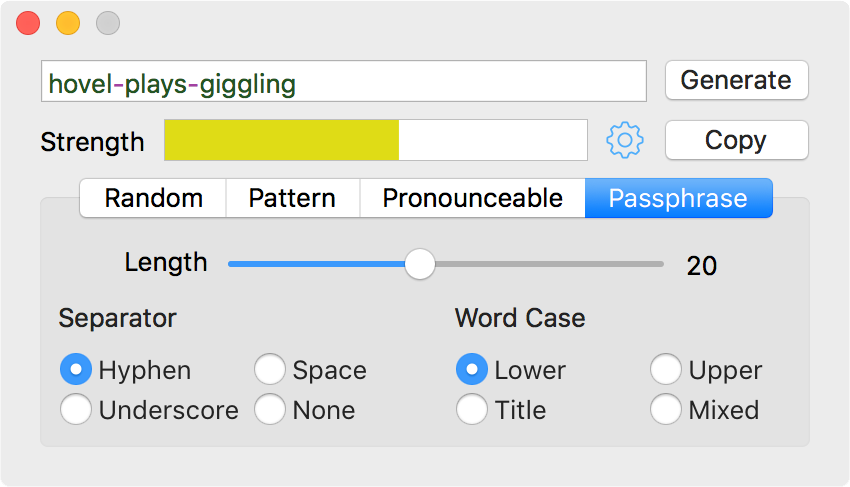 hovel-plays-giggling Generate
Strength Copy
Random Pattern Pronounceable Passphrase
Length 20
Separator Word Case
Hyphen Space Lower Upper
Underscore None Title Mixed